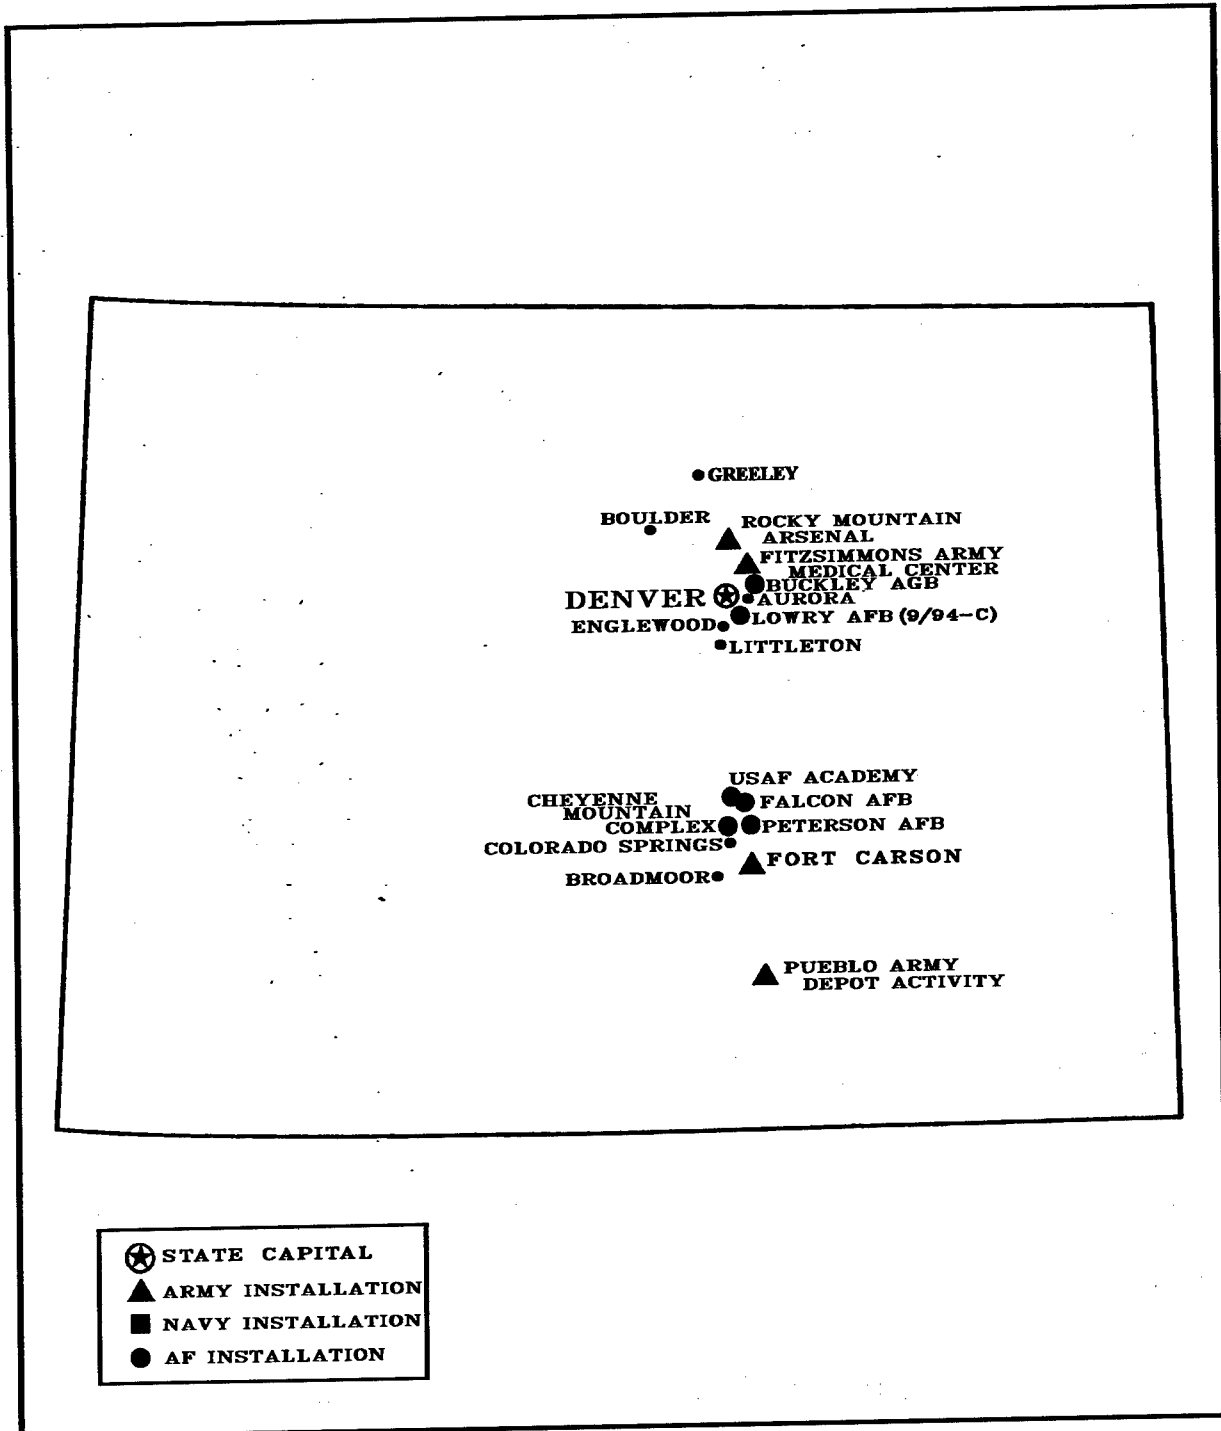 GREELEY
BOULDER
ROCKY MOUNTAIN
ARSENAL
FITZSIMMONS ARMY
MEDICAL CENTER
BUCKLEY AGB
DENVER
AURORA
LOWRY AFB (9/94-C)
ENGLEWOOD
LITTLETON
USAF ACADEMY
CHEYENNE
MOUNTAIN
COMPLEX
FALCON AFB
PETERSON AFB
COLORADO SPRINGS
FORT CARSON
BROADMOOR
PUEBLO ARMY
DEPOT ACTIVITY
STATE CAPITAL
ARMY INSTALLATION
NAVY INSTALLATION
AF INSTALLATION